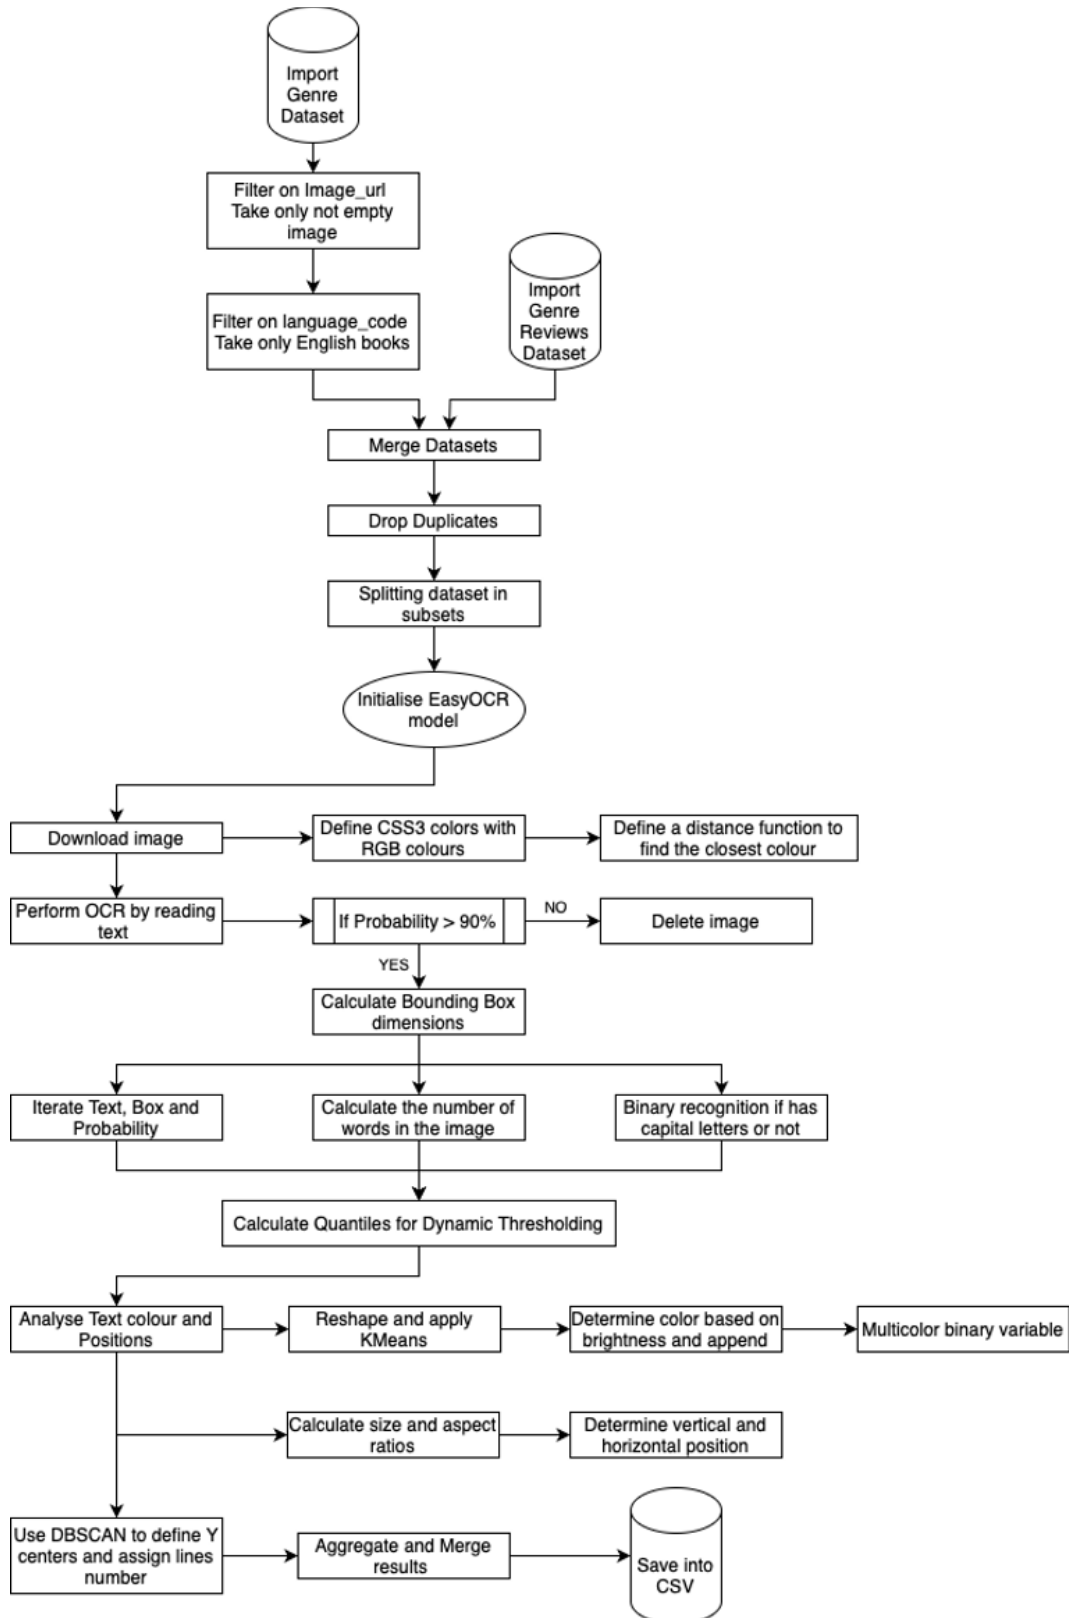 Import
Genre
Dataset
Filter on Image_url
Take only not empty
image
Import
Genre
Reviews
Dataset
Filter on language_code
Take only English books
Merge Datasets
Drop Duplicates
Splitting dataset in
subsets
Initialise EasyOCR
model
Download image
Define CSS3 colors with
RGB colours
Define a distance function to
find the closest colour
Perform OCR by reading
text
If Probability > 90%
NO
Delete image
YES
Calculate Bounding Box
dimensions
Iterate Text, Box and
Probability
Calculate the number of
words in the image
Binary recognition if has
capital letters or not
Calculate Quantiles for Dynamic Thresholding
Analyse Text colour and
Positions
Reshape and apply
KMeans
Determine color based on
brightness and append
Multicolor binary variable
Calculate size and aspect
ratios
Determine vertical and
horizontal position
Use DBSCAN to define Y
centers and assign lines
number
Aggregate and Merge
results
Save into
CSV